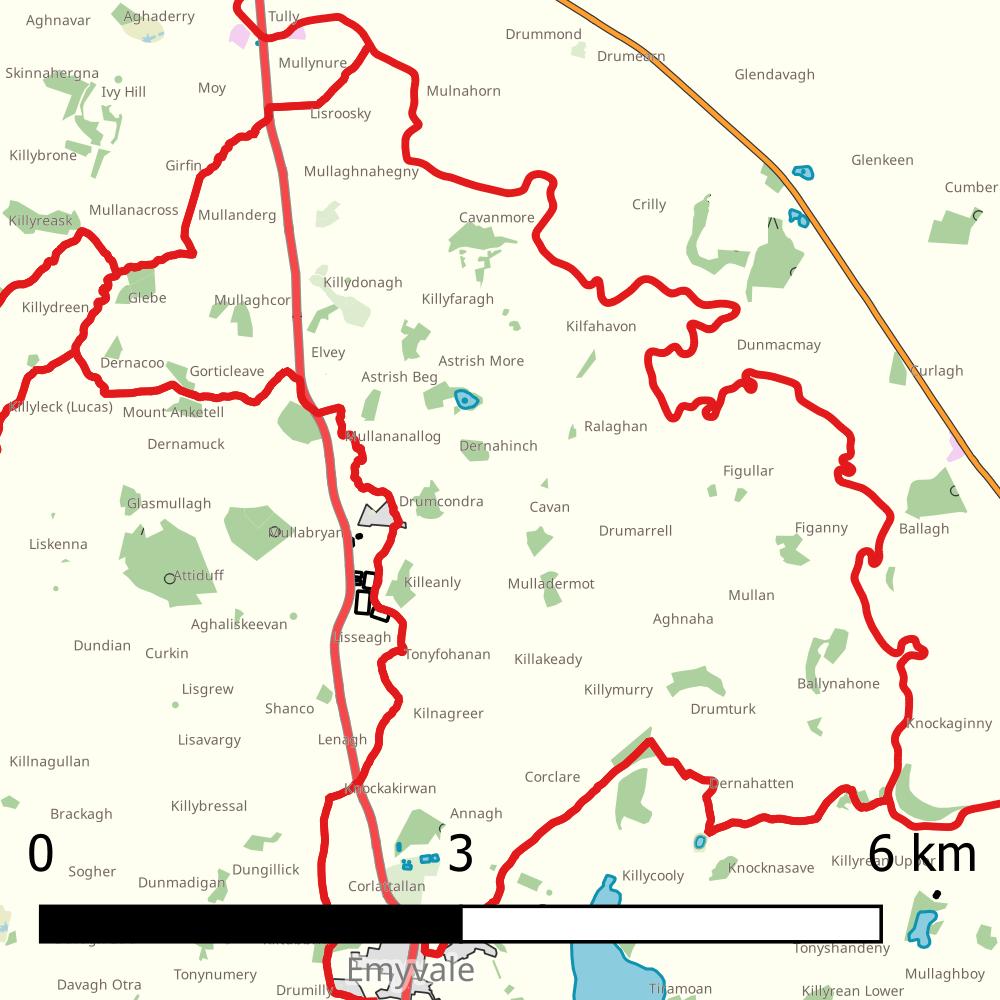 Aghnavar
Aghaderry
Tully
Drummond
Drumearn
Mullynure
Skinnahergna
Glendavagh
Moy
Ivy Hill
Mulnahorn
Lisroosky
Killybrone
Glenkeen
Girfin
Mullaghnahegny
Cumber
Crilly
Mullanacross
Mullanderg
Cavanmore
Killyreask
Killydonagh
Glebe
Mullaghcor
Killyfaragh
Killydreen
Kilfahavon
Dunmacmay
Elvey
Astrish More
Dernacoo
Gorticleave
Curlagh
Astrish Beg
Killyleck (Lucas)
Mount Anketell
Ralaghan
Mullananallog
Dernamuck
Dernahinch
Figullar
Glasmullagh
Drumcondra
Cavan
Mullabryan
Drumarrell
Figanny
Ballagh
Liskenna
Attiduff
Killeanly
Mulladermot
Mullan
Aghaliskeevan
Aghnaha
Lisseagh
Dundian
Curkin
Tonyfohanan
Killakeady
Lisgrew
Killymurry
Ballynahone
Shanco
Kilnagreer
Drumturk
Knockaginny
Lisavargy
Lenagh
Killnagullan
Corclare
Dernahatten
Knockakirwan
Killybressal
Brackagh
Annagh
0
3
6 km
Killyrean Upper
Sogher
Dungillick
Knocknasave
Dunmadigan
Corlattallan
Killycooly
Tonyshandeny
Emyvale
Tonynumery
Mullaghboy
Davagh Otra
Drumilly
Tiramoan
Killyrean Lower